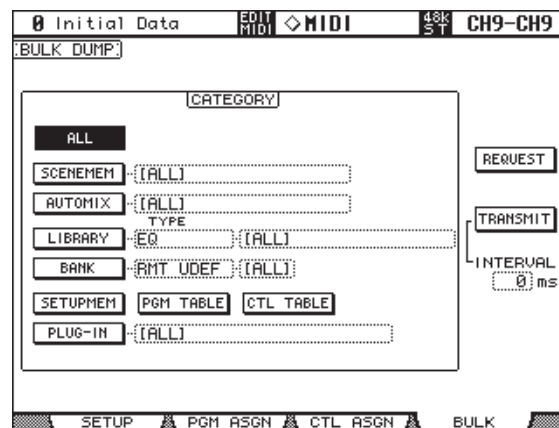 0 Initial Data EDIT MIDI ◇MIDI 48K ST CH9-CH9
BULK DUMP
CATEGORY
ALL
REQUEST
SCENEMEM [ALL]
AUTOMIX [ALL]
TRANSMIT
TYPE
LIBRARY EQ [ALL]
INTERVAL
BANK RMT UDEF [ALL]
0 ms
SETUPMEM PGM TABLE CTL TABLE
PLUG-IN [ALL]
SETUP PGM ASGN CTL ASGN BULK